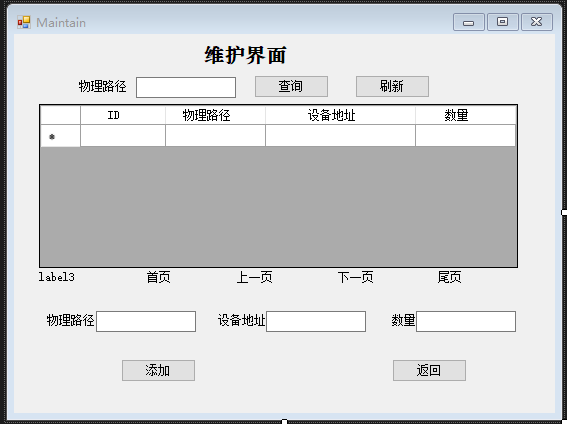 Maintain
维护界面
物理路径 查询 刷新
ID 物理路径 设备地址 数量
*
label3 首页 上一页 下一页 尾页
物理路径 设备地址 数量
添加 返回